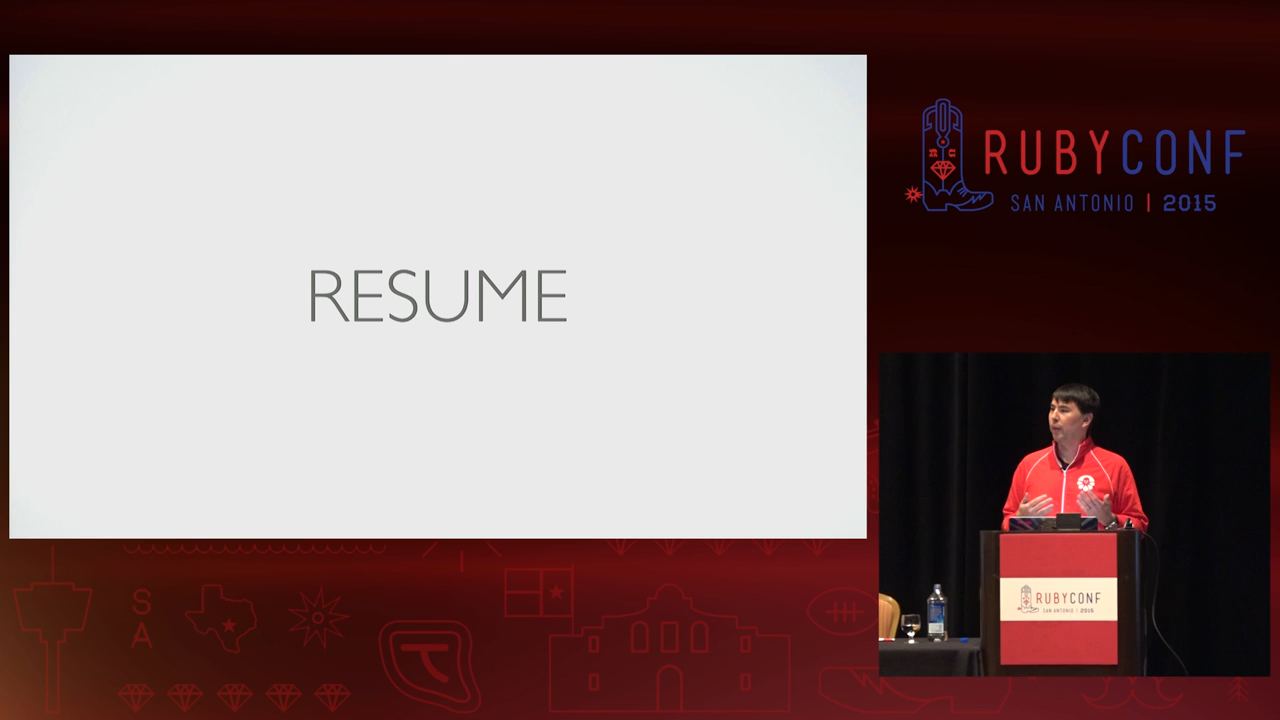 RESUME
RUBYCONF
SAN ANTONIO | 2015
S
A
RUBYCONF
SAN ANTONIO | 2015